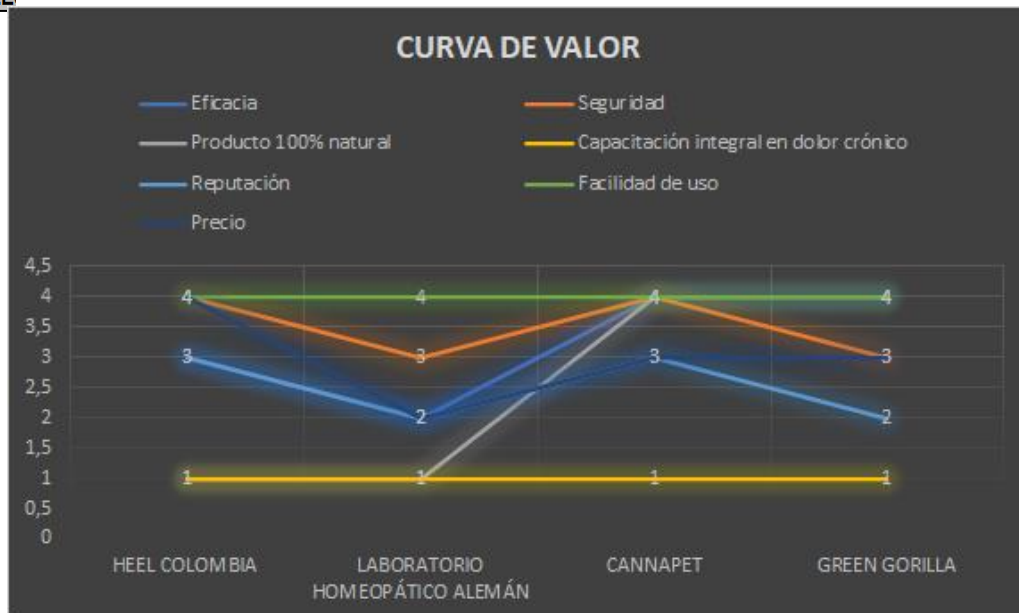 CURVA DE VALOR
Eficacia
Seguridad
Producto 100% natural
Capacitación integral en dolor crónico
Reputación
Facilidad de uso
Precio
4,5
4
3,5
3
2,5
2
1,5
1
0,5
0
4 4 4 4
3 3 3 3
2 2
1 1 1 1
HEEL COLOMBIA
LABORATORIO
HOMEOPÁTICO ALEMÁN
CANNAPET
GREEN GORILLA